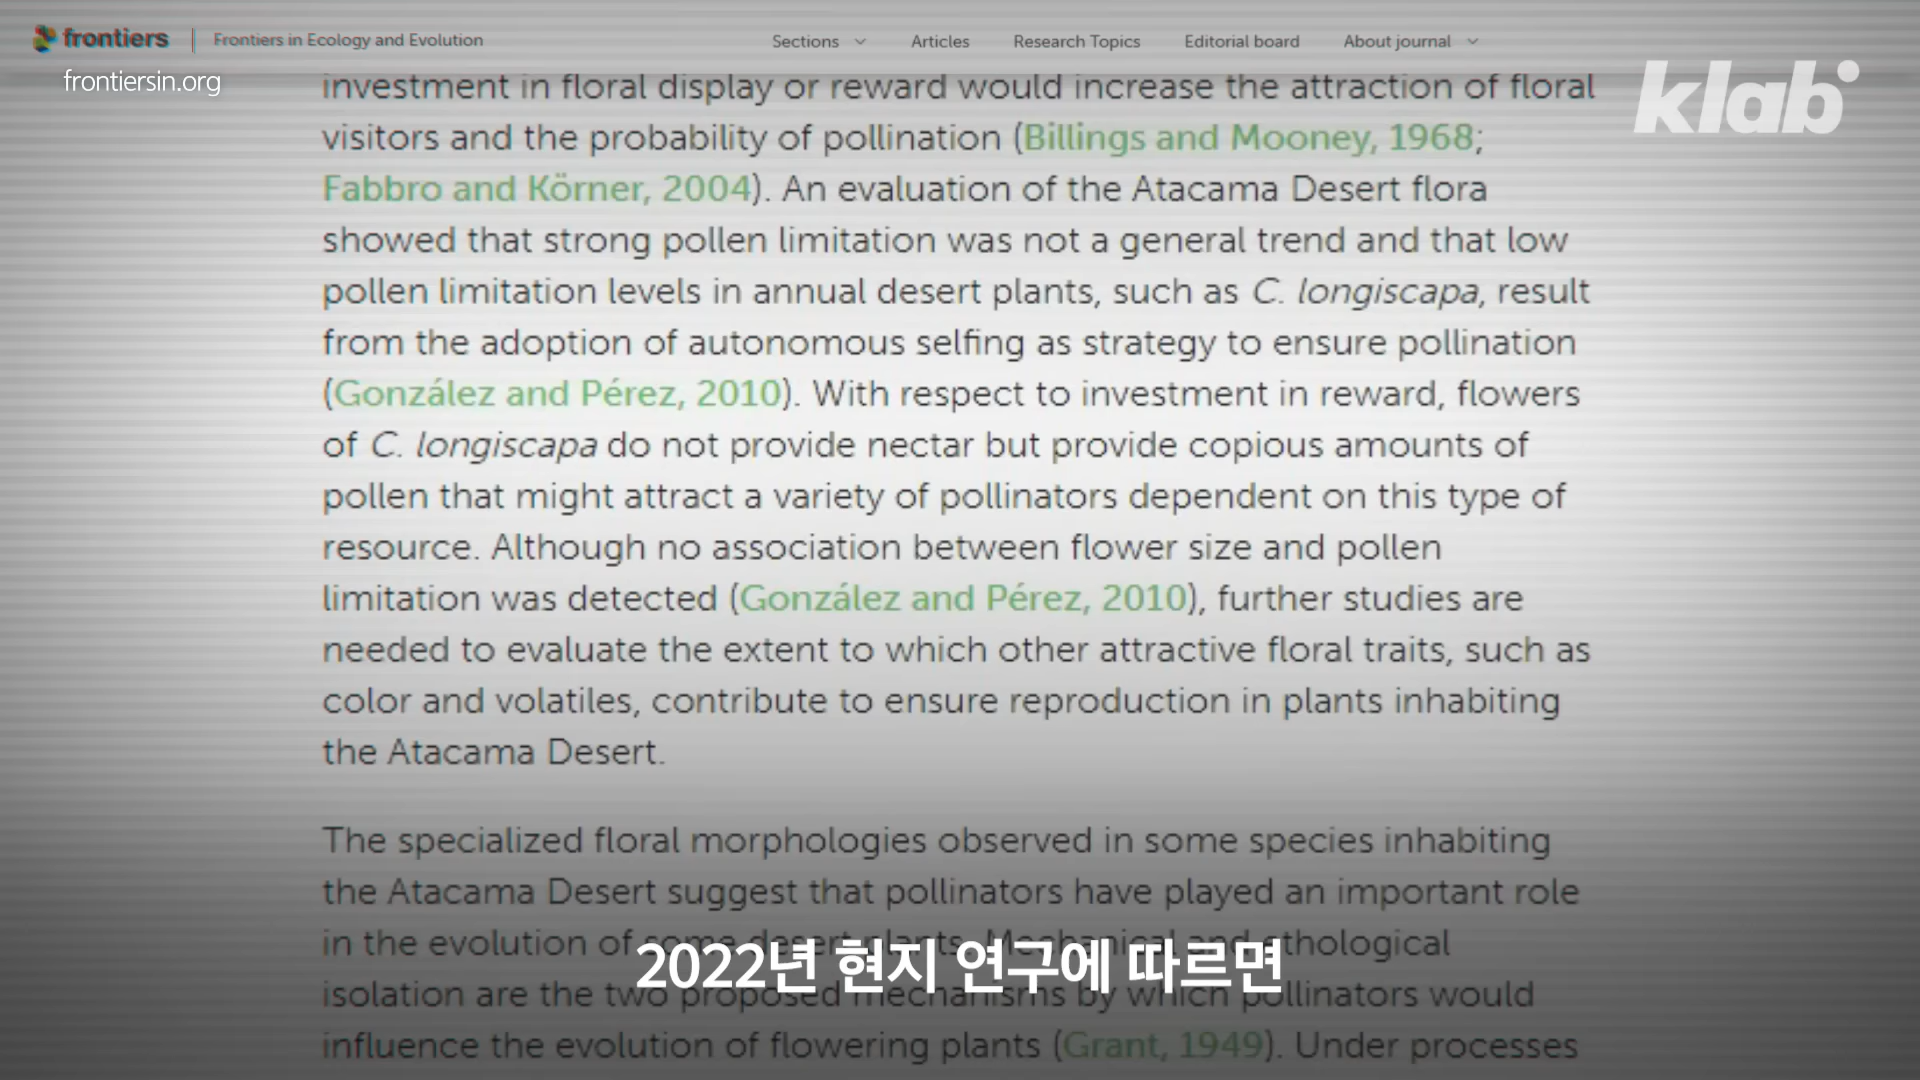 frontiers | Frontiers in Ecology and Evolution Sections Articles Research Topics Editorial board About journal
frontiersin.org
klab
investment in floral display or reward would increase the attraction of floral
visitors and the probability of pollination (Billings and Mooney, 1968;
Fabbro and Körner, 2004). An evaluation of the Atacama Desert flora
showed that strong pollen limitation was not a general trend and that low
pollen limitation levels in annual desert plants, such as C. longiscapa, result
from the adoption of autonomous selfing as strategy to ensure pollination
(González and Pérez, 2010). With respect to investment in reward, flowers
of C. longiscapa do not provide nectar but provide copious amounts of
pollen that might attract a variety of pollinators dependent on this type of
resource. Although no association between flower size and pollen
limitation was detected (González and Pérez, 2010), further studies are
needed to evaluate the extent to which other attractive floral traits, such as
color and volatiles, contribute to ensure reproduction in plants inhabiting
the Atacama Desert.
The specialized floral morphologies observed in some species inhabiting
the Atacama Desert suggest that pollinators have played an important role
in the evolution of some desert plants. Mechanical and ethological
isolation are the two proposed mechanisms by which pollinators would
influence the evolution of flowering plants (Grant, 1949). Under processes
2022년 현지 연구에 따르면